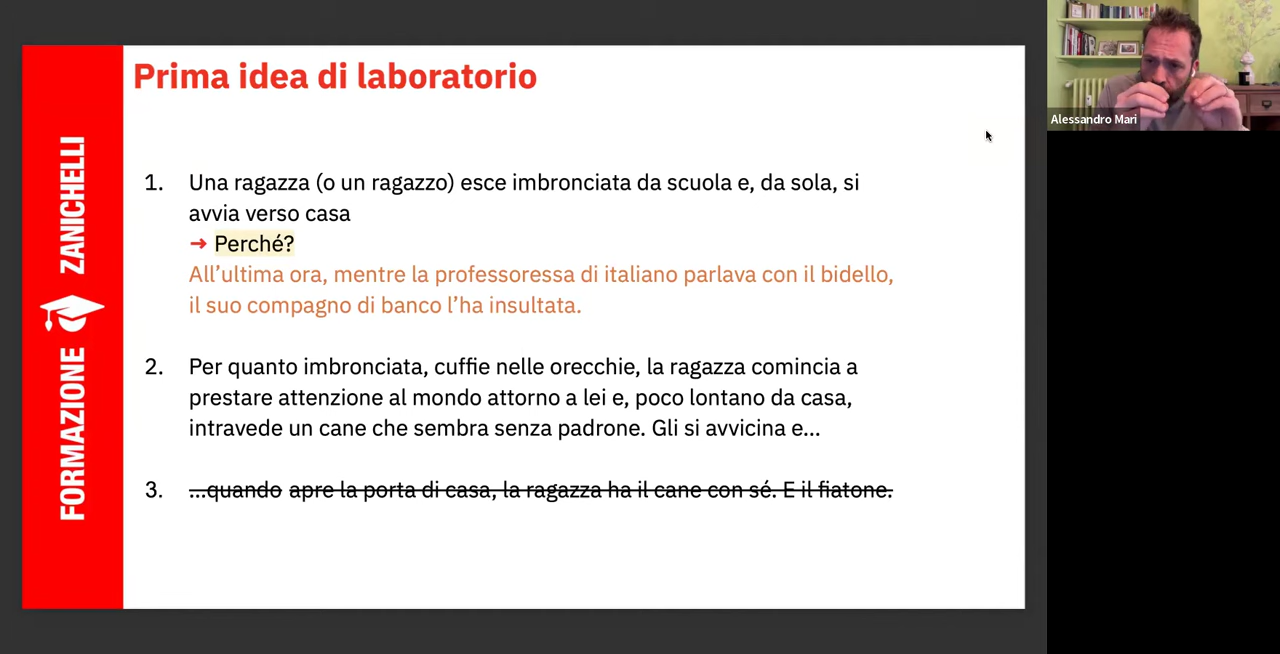 Prima idea di laboratorio
FORMAZIONE ZANICHELLI
1. Una ragazza (o un ragazzo) esce imbronciata da scuola e, da sola, si
avvia verso casa
➔ Perché?
All’ultima ora, mentre la professoressa di italiano parlava con il bidello,
il suo compagno di banco l’ha insultata.
2. Per quanto imbronciata, cuffie nelle orecchie, la ragazza comincia a
prestare attenzione al mondo attorno a lei e, poco lontano da casa,
intravede un cane che sembra senza padrone. Gli si avvicina e…
3. …quando apre la porta di casa, la ragazza ha il cane con sé. E il fiatone.
Alessandro Mari